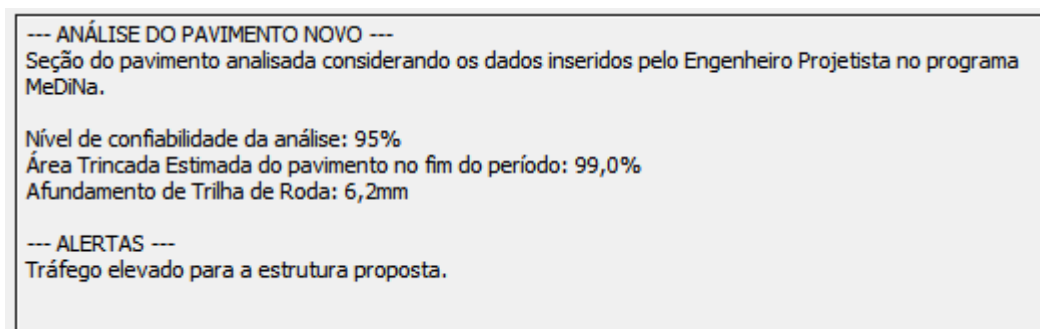 --- ANÁLISE DO PAVIMENTO NOVO ---
Seção do pavimento analisada considerando os dados inseridos pelo Engenheiro Projetista no programa
MeDiNa.
Nível de confiabilidade da análise: 95%
Área Trincada Estimada do pavimento no fim do período: 99,0%
Afundamento de Trilha de Roda: 6,2mm
--- ALERTAS ---
Tráfego elevado para a estrutura proposta.